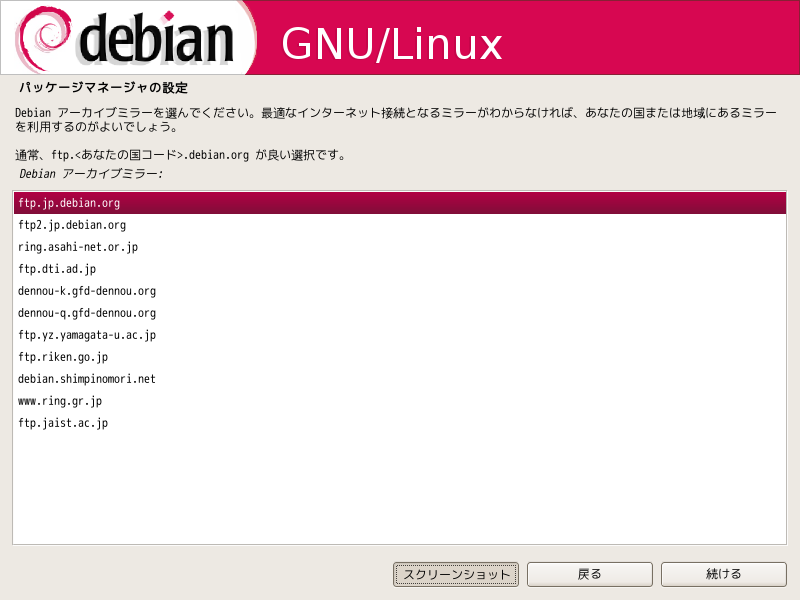 debian GNU/Linux
パッケージマネージャの設定
Debian アーカイブミラーを選んでください。最適なインターネット接続となるミラーがわからなければ、あなたの国または地域にあるミラー
を利用するのがよいでしょう。
通常、ftp.<あなたの国コード>.debian.org が良い選択です。
Debian アーカイブミラー:
ftp.jp.debian.org
ftp2.jp.debian.org
ring.asahi-net.or.jp
ftp.dti.ad.jp
dennou-k.gfd-dennou.org
dennou-q.gfd-dennou.org
ftp.yz.yamagata-u.ac.jp
ftp.riken.go.jp
debian.shimpinomori.net
www.ring.gr.jp
ftp.jaist.ac.jp
スクリーンショット 戻る 続ける